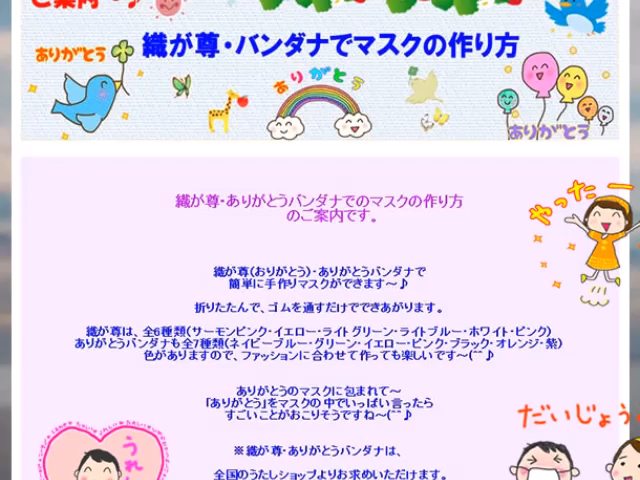 ご案内
織が尊・バンダナでマスクの作り方
ありがとう
ありがとう
ありがとう
織が尊・ありがとうバンダナでのマスクの作り方
のご案内です。
やったー
織が尊(おりがとう)・ありがとうバンダナで
簡単に手作りマスクができます～♪
折りたたんで、ゴムを通すだけでできあがります。
織が尊は、全6種類(サーモンピンク・イエロー・ライトグリーン・ライトブルー・ホワイト・ピンク)
ありがとうバンダナも全7種類(ネイビーブルー・グリーン・イエロー・ピンク・ブラック・オレンジ・紫)
色がありますので、ファッションに合わせて作っても楽しいです～(^^♪
ありがとうのマスクに包まれて～
「ありがとう」をマスクの中でいっぱい言ったら
すごいことがおこりそうですね～(^^♪
だいじょう
うれ
※織が尊・ありがとうバンダナは、
全国のうたしショップよりお求めいただけます。